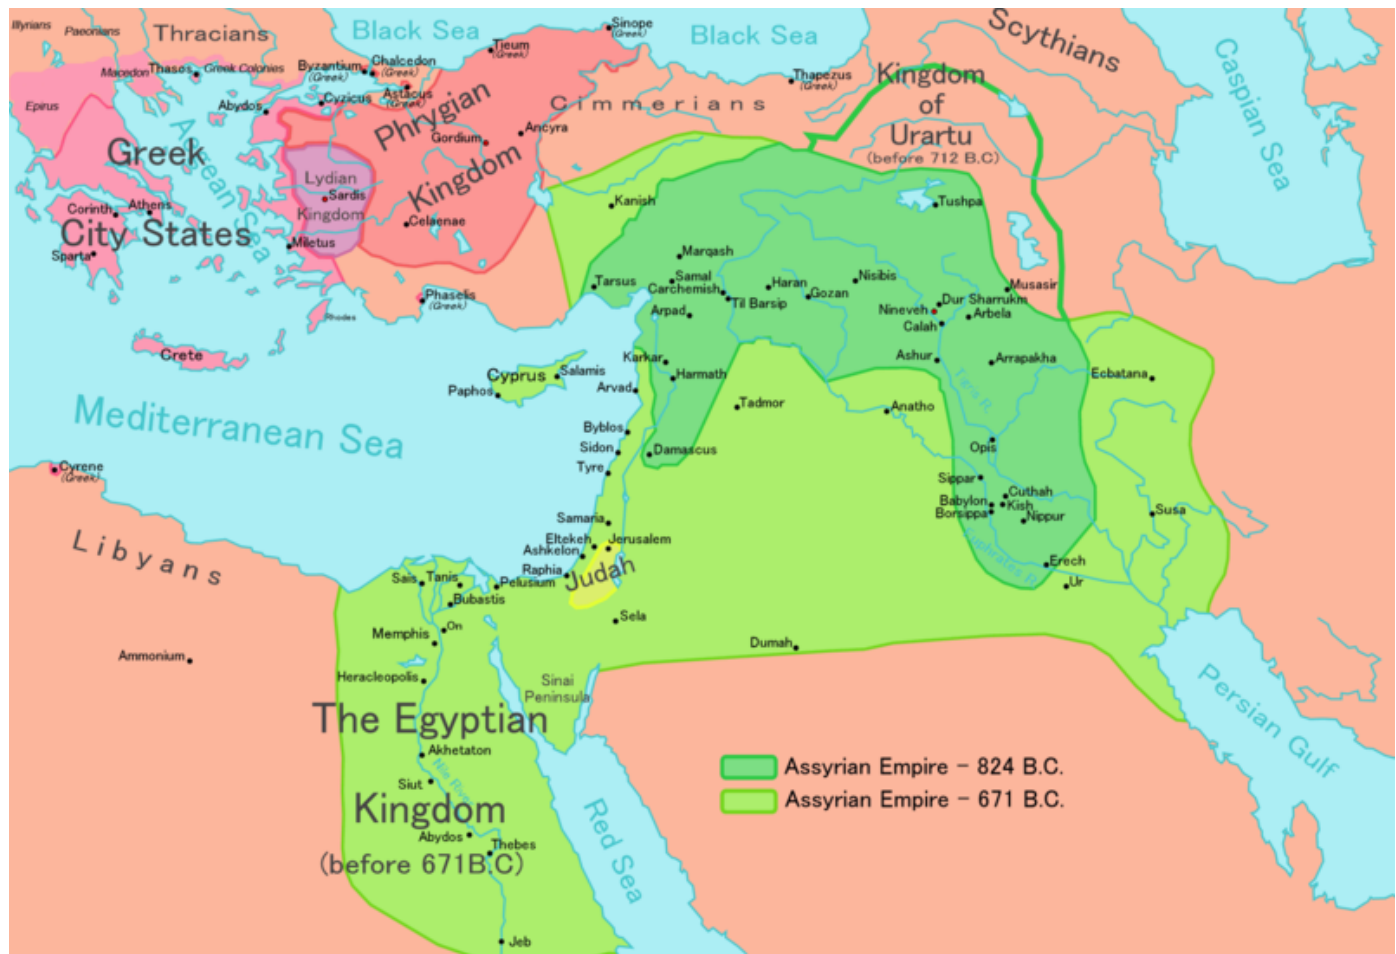 Illyrians
Paeonians
Thracians
Black Sea
Sinope
(Greek)
Tieum
(Greek)
Black Sea
Scythians
Caspian Sea
Macedon
Thasos
Greek Colonies
Byzantium
(Greek)
Chalcedon
(Greek)
Astacus
(Greek)
Cyzicus
Abydos
Epirus
Thapezus
(Greek)
Kingdom
of
Urartu
(before 712 B.C)
Cimmerians
Phrygian
Kingdom
Gordium
Ancyra
Greek
City States
Aegean Sea
Lydian
Kingdom
Sardis
Celaenae
Miletus
Corinth
Athens
Sparta
Kanish
Tushpa
Marqash
Tarsus
Samal
Carchemish
Til Barsip
Haran
Gozan
Nisibis
Musasir
Dur Sharrukm
Nineveh
Arbela
Calah
Arpad
Phaselis
(Greek)
Rhodes
Crete
Cyprus
Salamis
Paphos
Karkar
Harmath
Arvad
Ashur
Arrapakha
Ecbatana
Tigris R.
Tadmor
Anatho
Mediterranean Sea
Byblos
Sidon
Tyre
Damascus
Opis
Cyrene
(Greek)
Sippar
Cuthah
Babylon
Kish
Borsippa
Nippur
Susa
Samaria
Eltekeh
Jerusalem
Ashkelon
Raphia
Judah
Euphrates R.
Erech
Ur
Libyans
Sais
Tanis
Pelusium
Bubastis
On
Memphis
Sela
Dumah
Ammonium
Heracleopolis
Sinai
Peninsula
Persian Gulf
The Egyptian
Kingdom
(before 671B.C)
Akhetaton
Nile River
Siut
Abydos
Thebes
Jeb
Red Sea
Assyrian Empire - 824 B.C.
Assyrian Empire - 671 B.C.